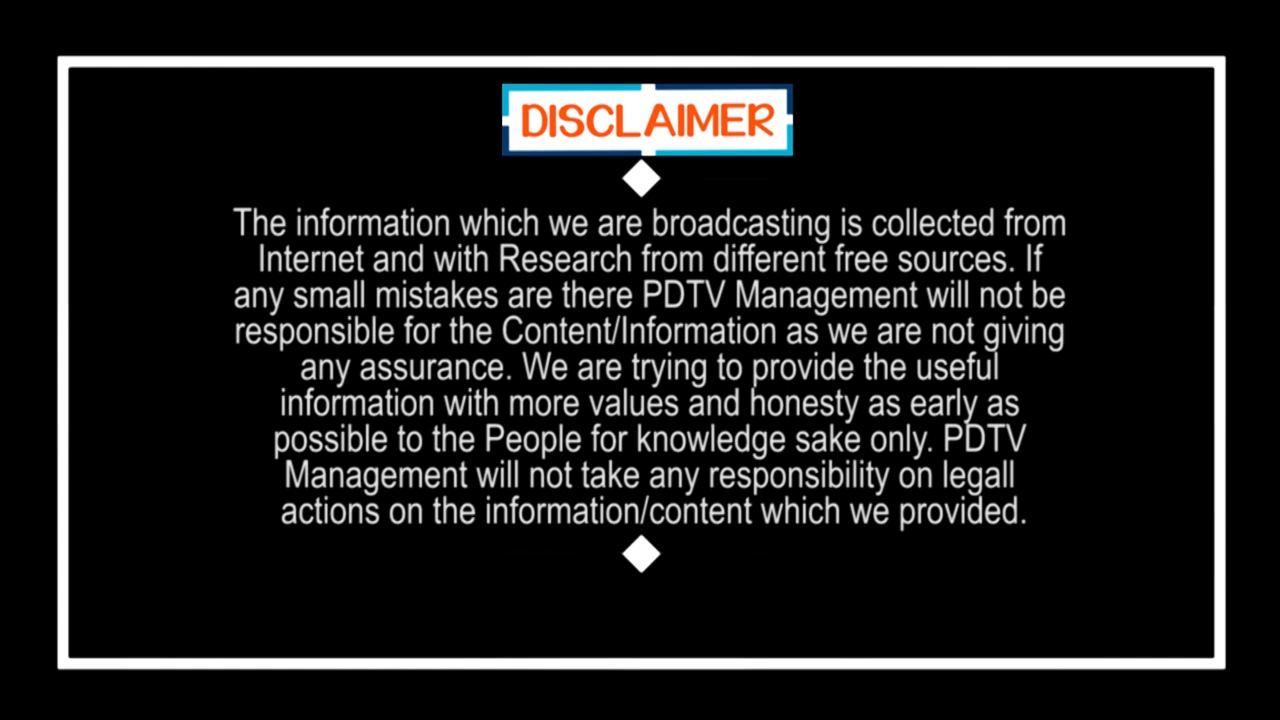 DISCLAIMER
The information which we are broadcasting is collected from
Internet and with Research from different free sources. If
any small mistakes are there PDTV Management will not be
responsible for the Content/Information as we are not giving
any assurance. We are trying to provide the useful
information with more values and honesty as early as
possible to the People for knowledge sake only. PDTV
Management will not take any responsibility on legall
actions on the information/content which we provided.